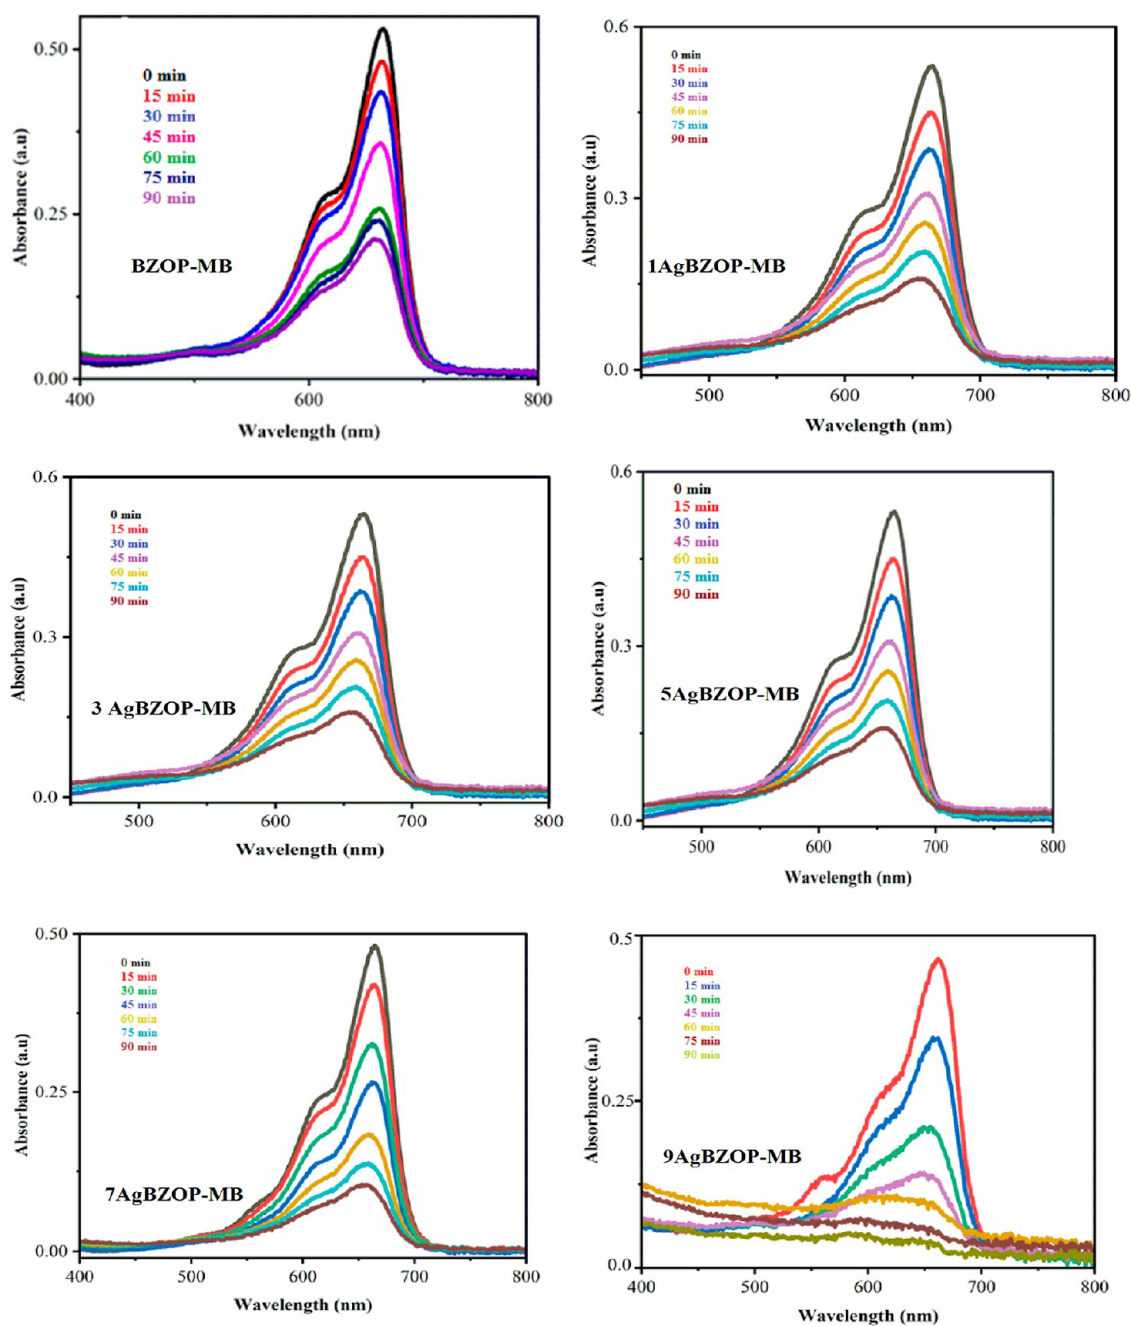 0.50
0.25
0.00
Absorbance (a.u)
0 min
15 min
30 min
45 min
60 min
75 min
90 min
BZOP-MB
400
600
800
Wavelength (nm)
0.6
0.3
0.0
Absorbance (a.u)
0 min
15 min
30 min
45 min
60 min
75 min
90 min
1AgBZOP-MB
500
600
700
800
Wavelength (nm)
0.6
0.3
0.0
Absorbance (a.u)
0 min
15 min
30 min
45 min
60 min
75 min
90 min
3 AgBZOP-MB
500
600
700
800
Wavelength (nm)
0.6
0.3
0.0
Absorbance (a.u)
0 min
15 min
30 min
45 min
60 min
75 min
90 min
5AgBZOP-MB
500
600
700
800
Wavelength (nm)
0.50
0.25
0.00
Absorbance (a.u)
0 min
15 min
30 min
45 min
60 min
75 min
90 min
7AgBZOP-MB
400
500
600
700
800
Wavelength (nm)
0.5
0.25
0.0
Absorbance (a.u)
0 min
15 min
30 min
45 min
60 min
75 min
90 min
9AgBZOP-MB
400
500
600
700
800
Wavelength (nm)